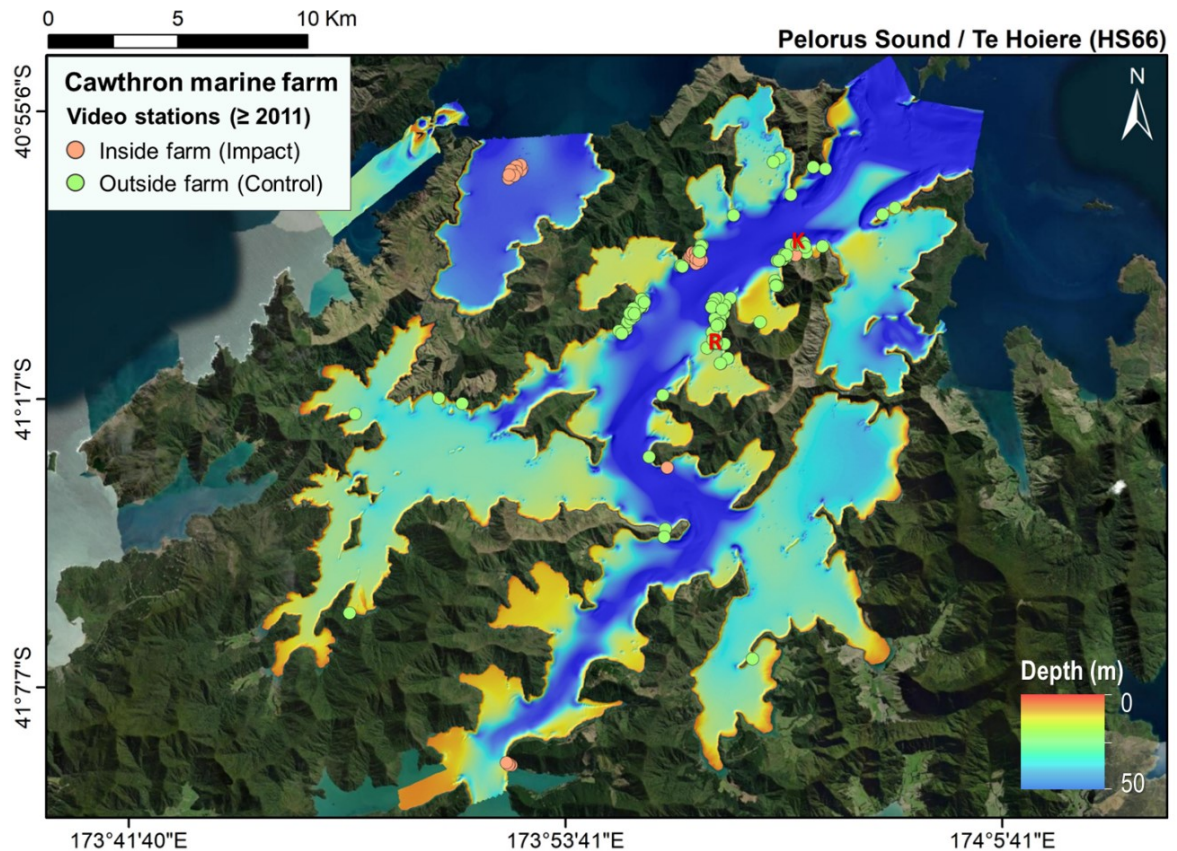 0 5 10 Km
Pelorus Sound / Te Hoiere (HS66)
Cawthron marine farm
Video stations (≥ 2011)
Inside farm (Impact)
Outside farm (Control)
N
40°55'6"S
K
R
41°1'7"S
41°7'7"S
Depth (m)
0
50
173°41'40"E 173°53'41"E 174°5'41"E